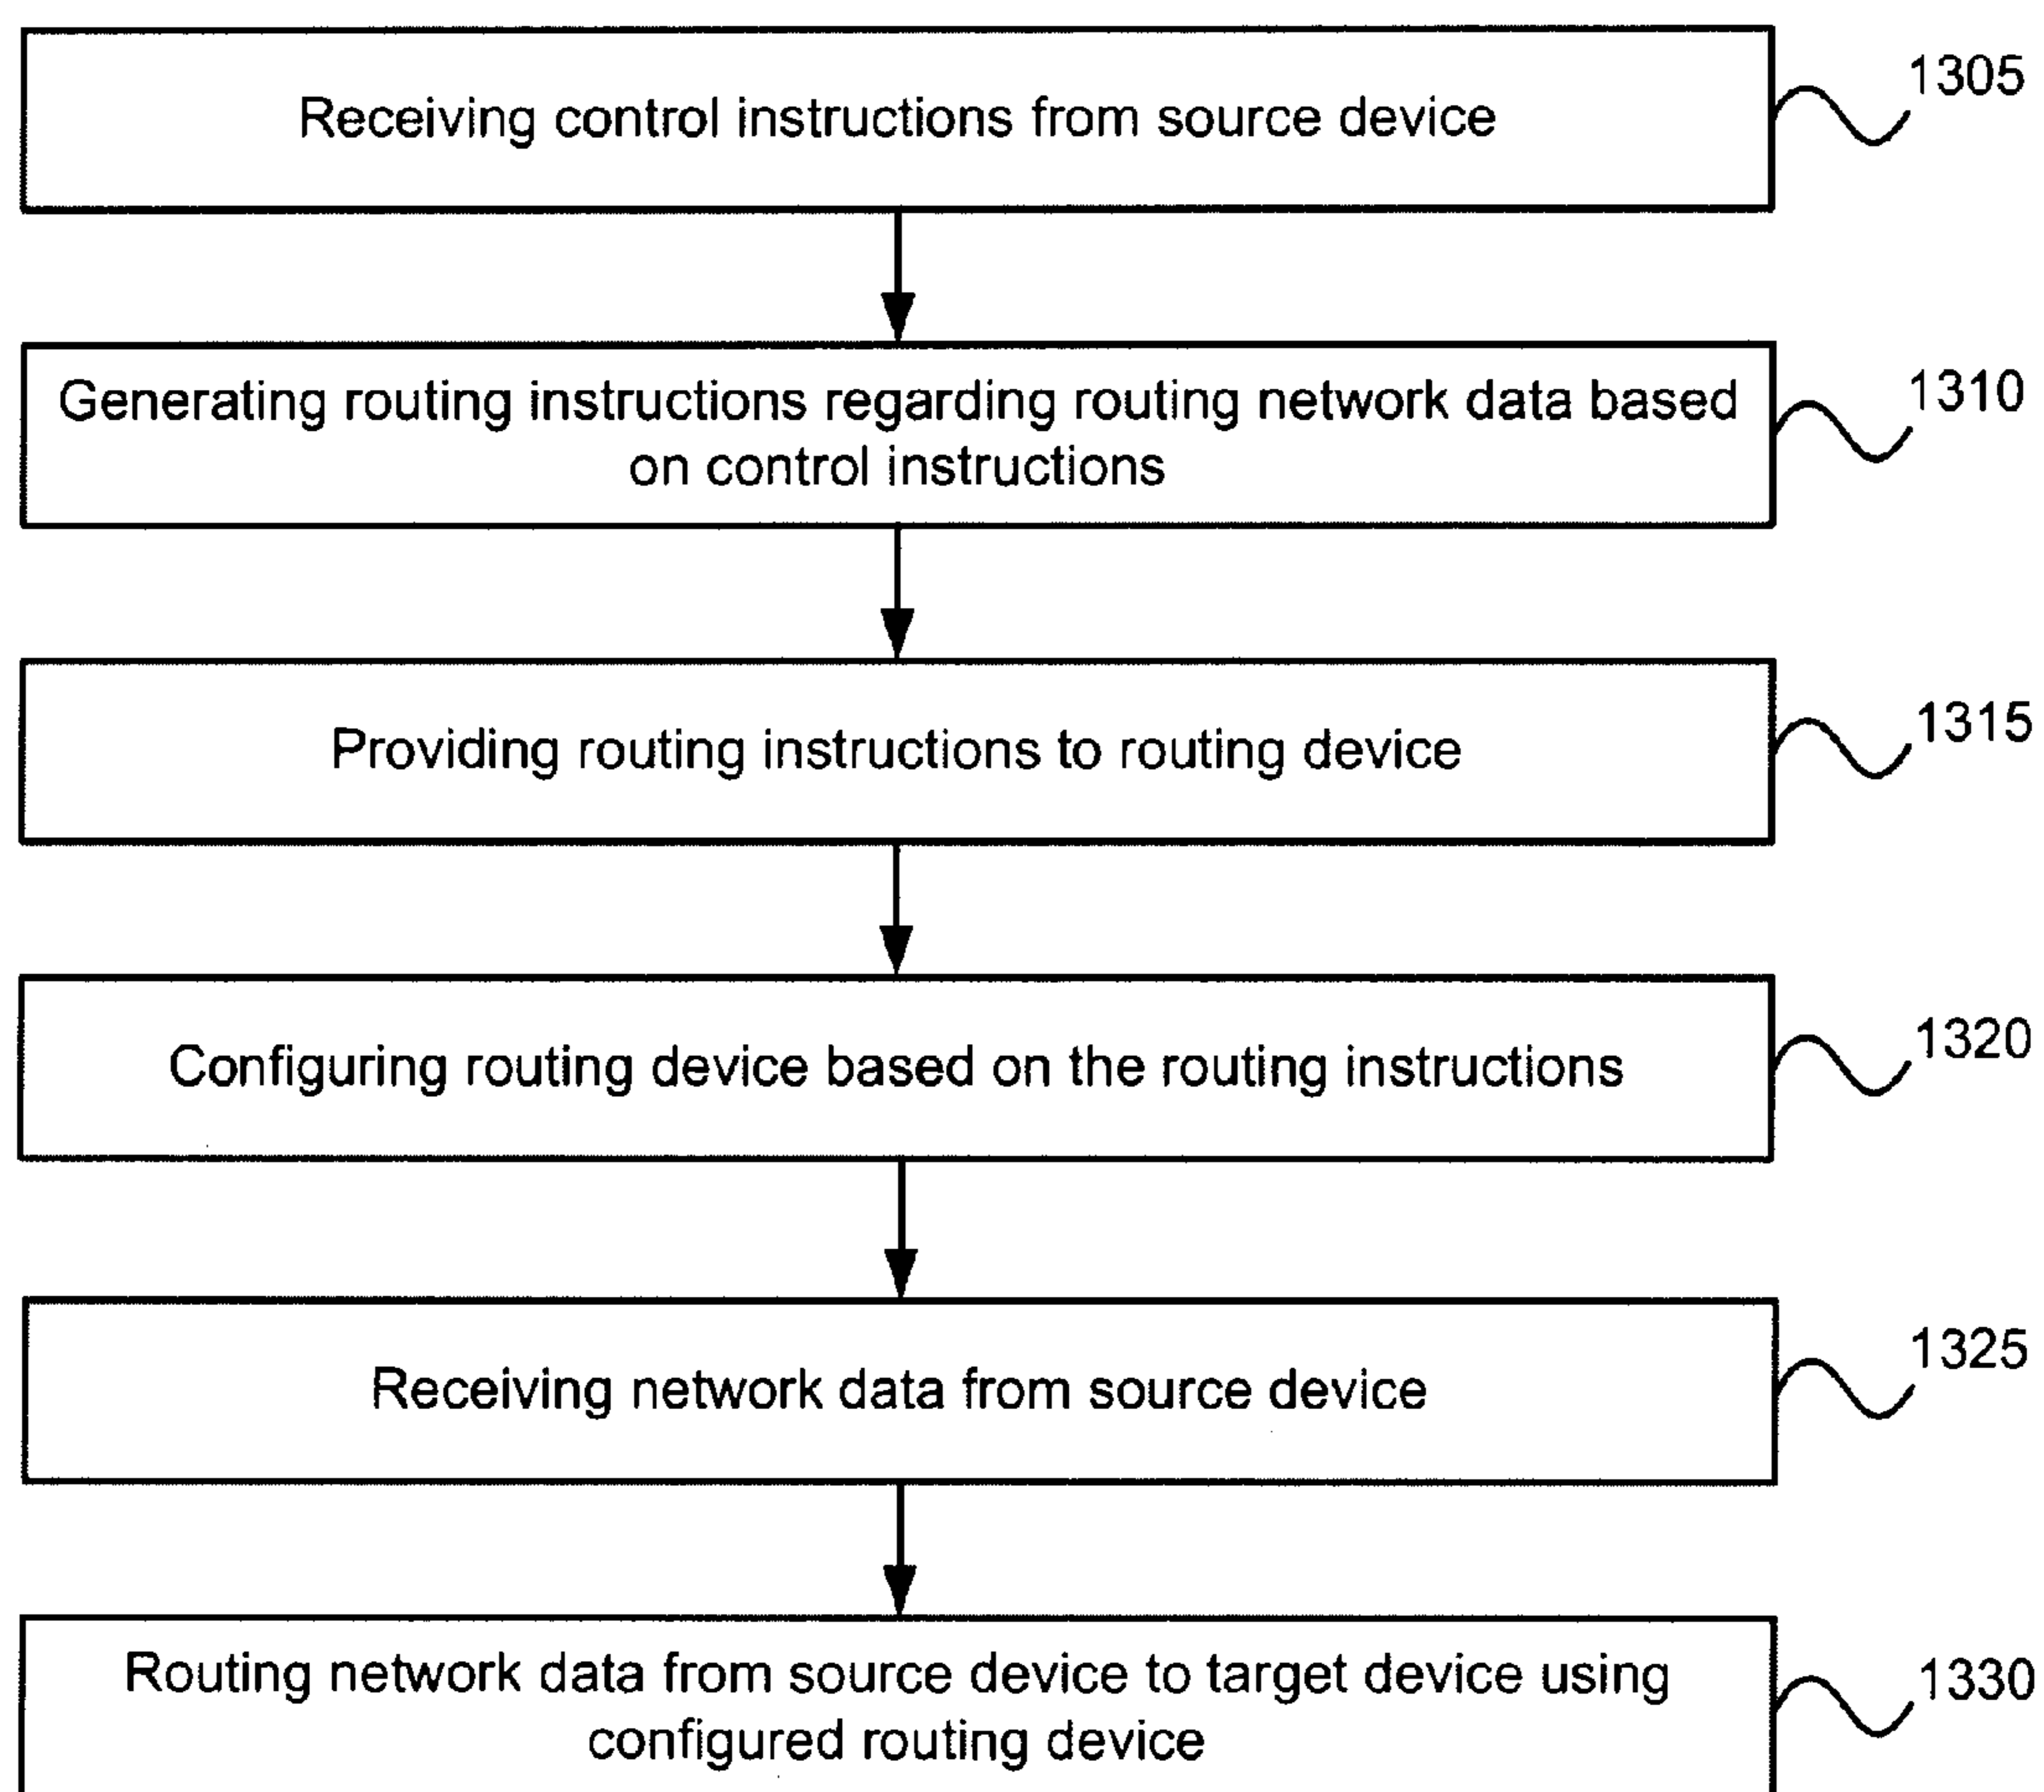 Receiving control instructions from source device
1305
Generating routing instructions regarding routing network data based
on control instructions
1310
Providing routing instructions to routing device
1315
Configuring routing device based on the routing instructions
1320
Receiving network data from source device
1325
Routing network data from source device to target device using
configured routing device
1330